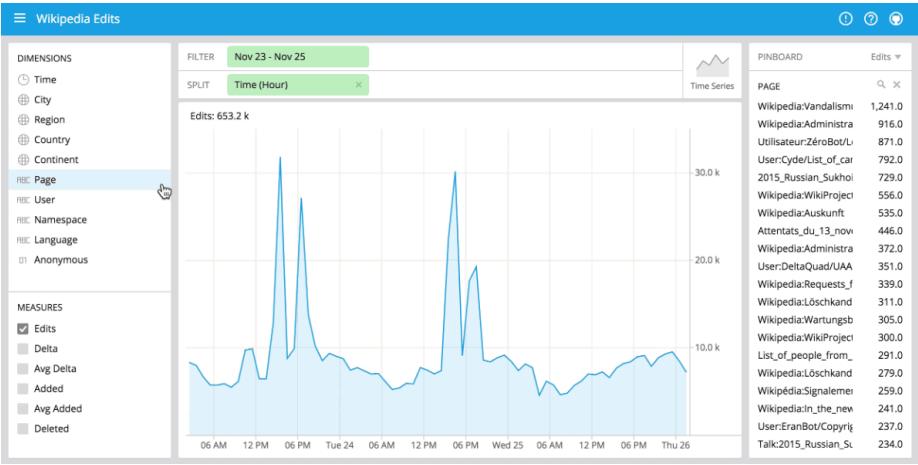 Wikipedia Edits
DIMENSIONS
Time
City
Region
Country
Continent
ABC Page
ABC User
ABC Namespace
ABC Language
01 Anonymous
MEASURES
Edits
Delta
Avg Delta
Added
Avg Added
Deleted
FILTER Nov 23 - Nov 25
SPLIT Time (Hour) ×
Time Series
Edits: 653.2 k
30.0 k
20.0 k
10.0 k
06 AM 12 PM 06 PM Tue 24 06 AM 12 PM 06 PM Wed 25 06 AM 12 PM 06 PM Thu 26
PINBOARD Edits
PAGE
Wikipedia:Vandalismu 1,241.0
Wikipedia:Administra 916.0
Utilisateur:ZéroBot/L 871.0
User:Cyde/List_of_car 792.0
2015_Russian_Sukhoi 729.0
Wikipedia:WikiProject 556.0
Wikipedia:Auskunft 535.0
Attentats_du_13_nove 446.0
Wikipedia:Administra 372.0
User:DeltaQuad/UAA 351.0
Wikipedia:Requests_f 339.0
Wikipedia:Löschkand 311.0
Wikipedia:Wartungsb 305.0
Wikipedia:WikiProject 300.0
List_of_people_from_ 291.0
Wikipedia:Löschkand 279.0
Wikipédia:Signalemer 259.0
Wikipedia:In_the_new 241.0
User:EranBot/Copyrig 237.0
Talk:2015_Russian_Su 234.0